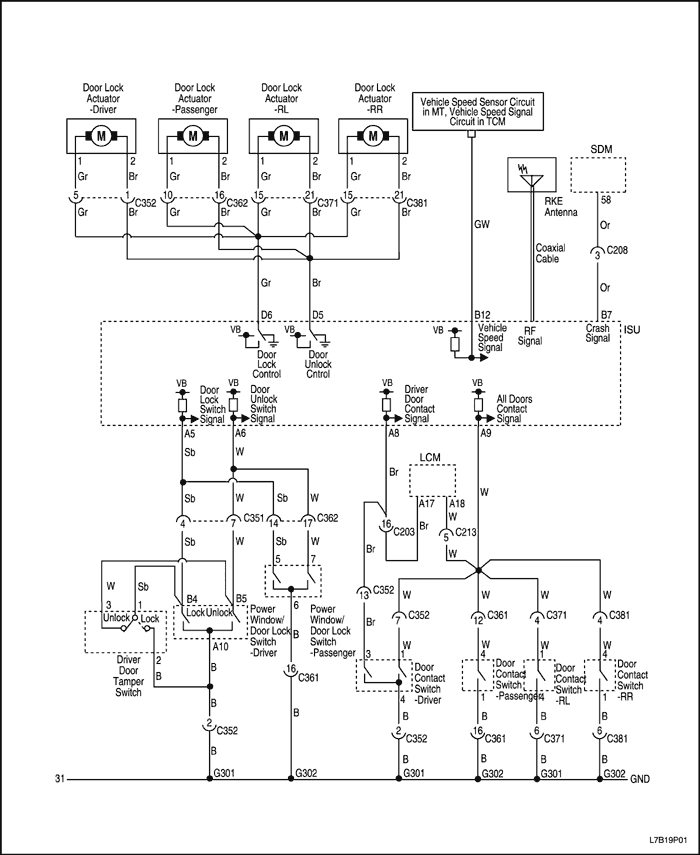 Door Lock Actuator -Driver
Door Lock Actuator -Passenger
Door Lock Actuator -RL
Door Lock Actuator -RR
Vehicle Speed Sensor Circuit
in MT, Vehicle Speed Signal
Circuit in TCM
M M M M
SDM
1 2 1 2 1 2 1 2
58
RKE
Antenna
Gr Br Gr Br Gr Br Gr Br
5 1 C352 10 16 C362 15 21 C371 15 21 C381
Gr Br Gr Br Gr Br Gr Br
Or
GW
Coaxial
Cable
3 C208
Gr Br
Or
D6 D5 B12 RF B7
ISU
VB VB VB
Vehicle
Speed
Signal
Signal
Crash
Signal
Door
Lock
Control
Door
Unlock
Cntrol
VB Door
Lock
Switch
Signal
VB Door
Unlock
Switch
Signal
VB Driver
Door
Contact
Signal
VB All Doors
Contact
Signal
A5 A6 A8 A9
Sb W
LCM
Br W
A17 A18
Sb W Sb W
W
4 7 C351 14 17 C362
16 C203 Br 5 C213
Sb W Sb W
Br W
5 7
W Sb
13 C352
W W W W
3 1 B4 B5
6
7 C352 12 C361 4 C371 4 C381
Unlock Lock
Lock Unlock
Power
Window/
Door Lock
Switch
-Driver
Power
Window/
Door Lock
Switch
-Passenger
Br W W W W
A10
2
3 1 4 1 4
Driver
Door
Tamper
Switch
B B
16 C361
Door
Contact
Switch
-Driver
Door
Contact
Switch
-Passenger
Door
Contact
Switch
-RL
Door
Contact
Switch
-RR
4 1 4 1
B B B B B B
2 C352
2 C352 16 C361 6 C371 6 C381
B B B B B
31 G301 G302 G301 G302 G301 G302 GND
L7B19P01